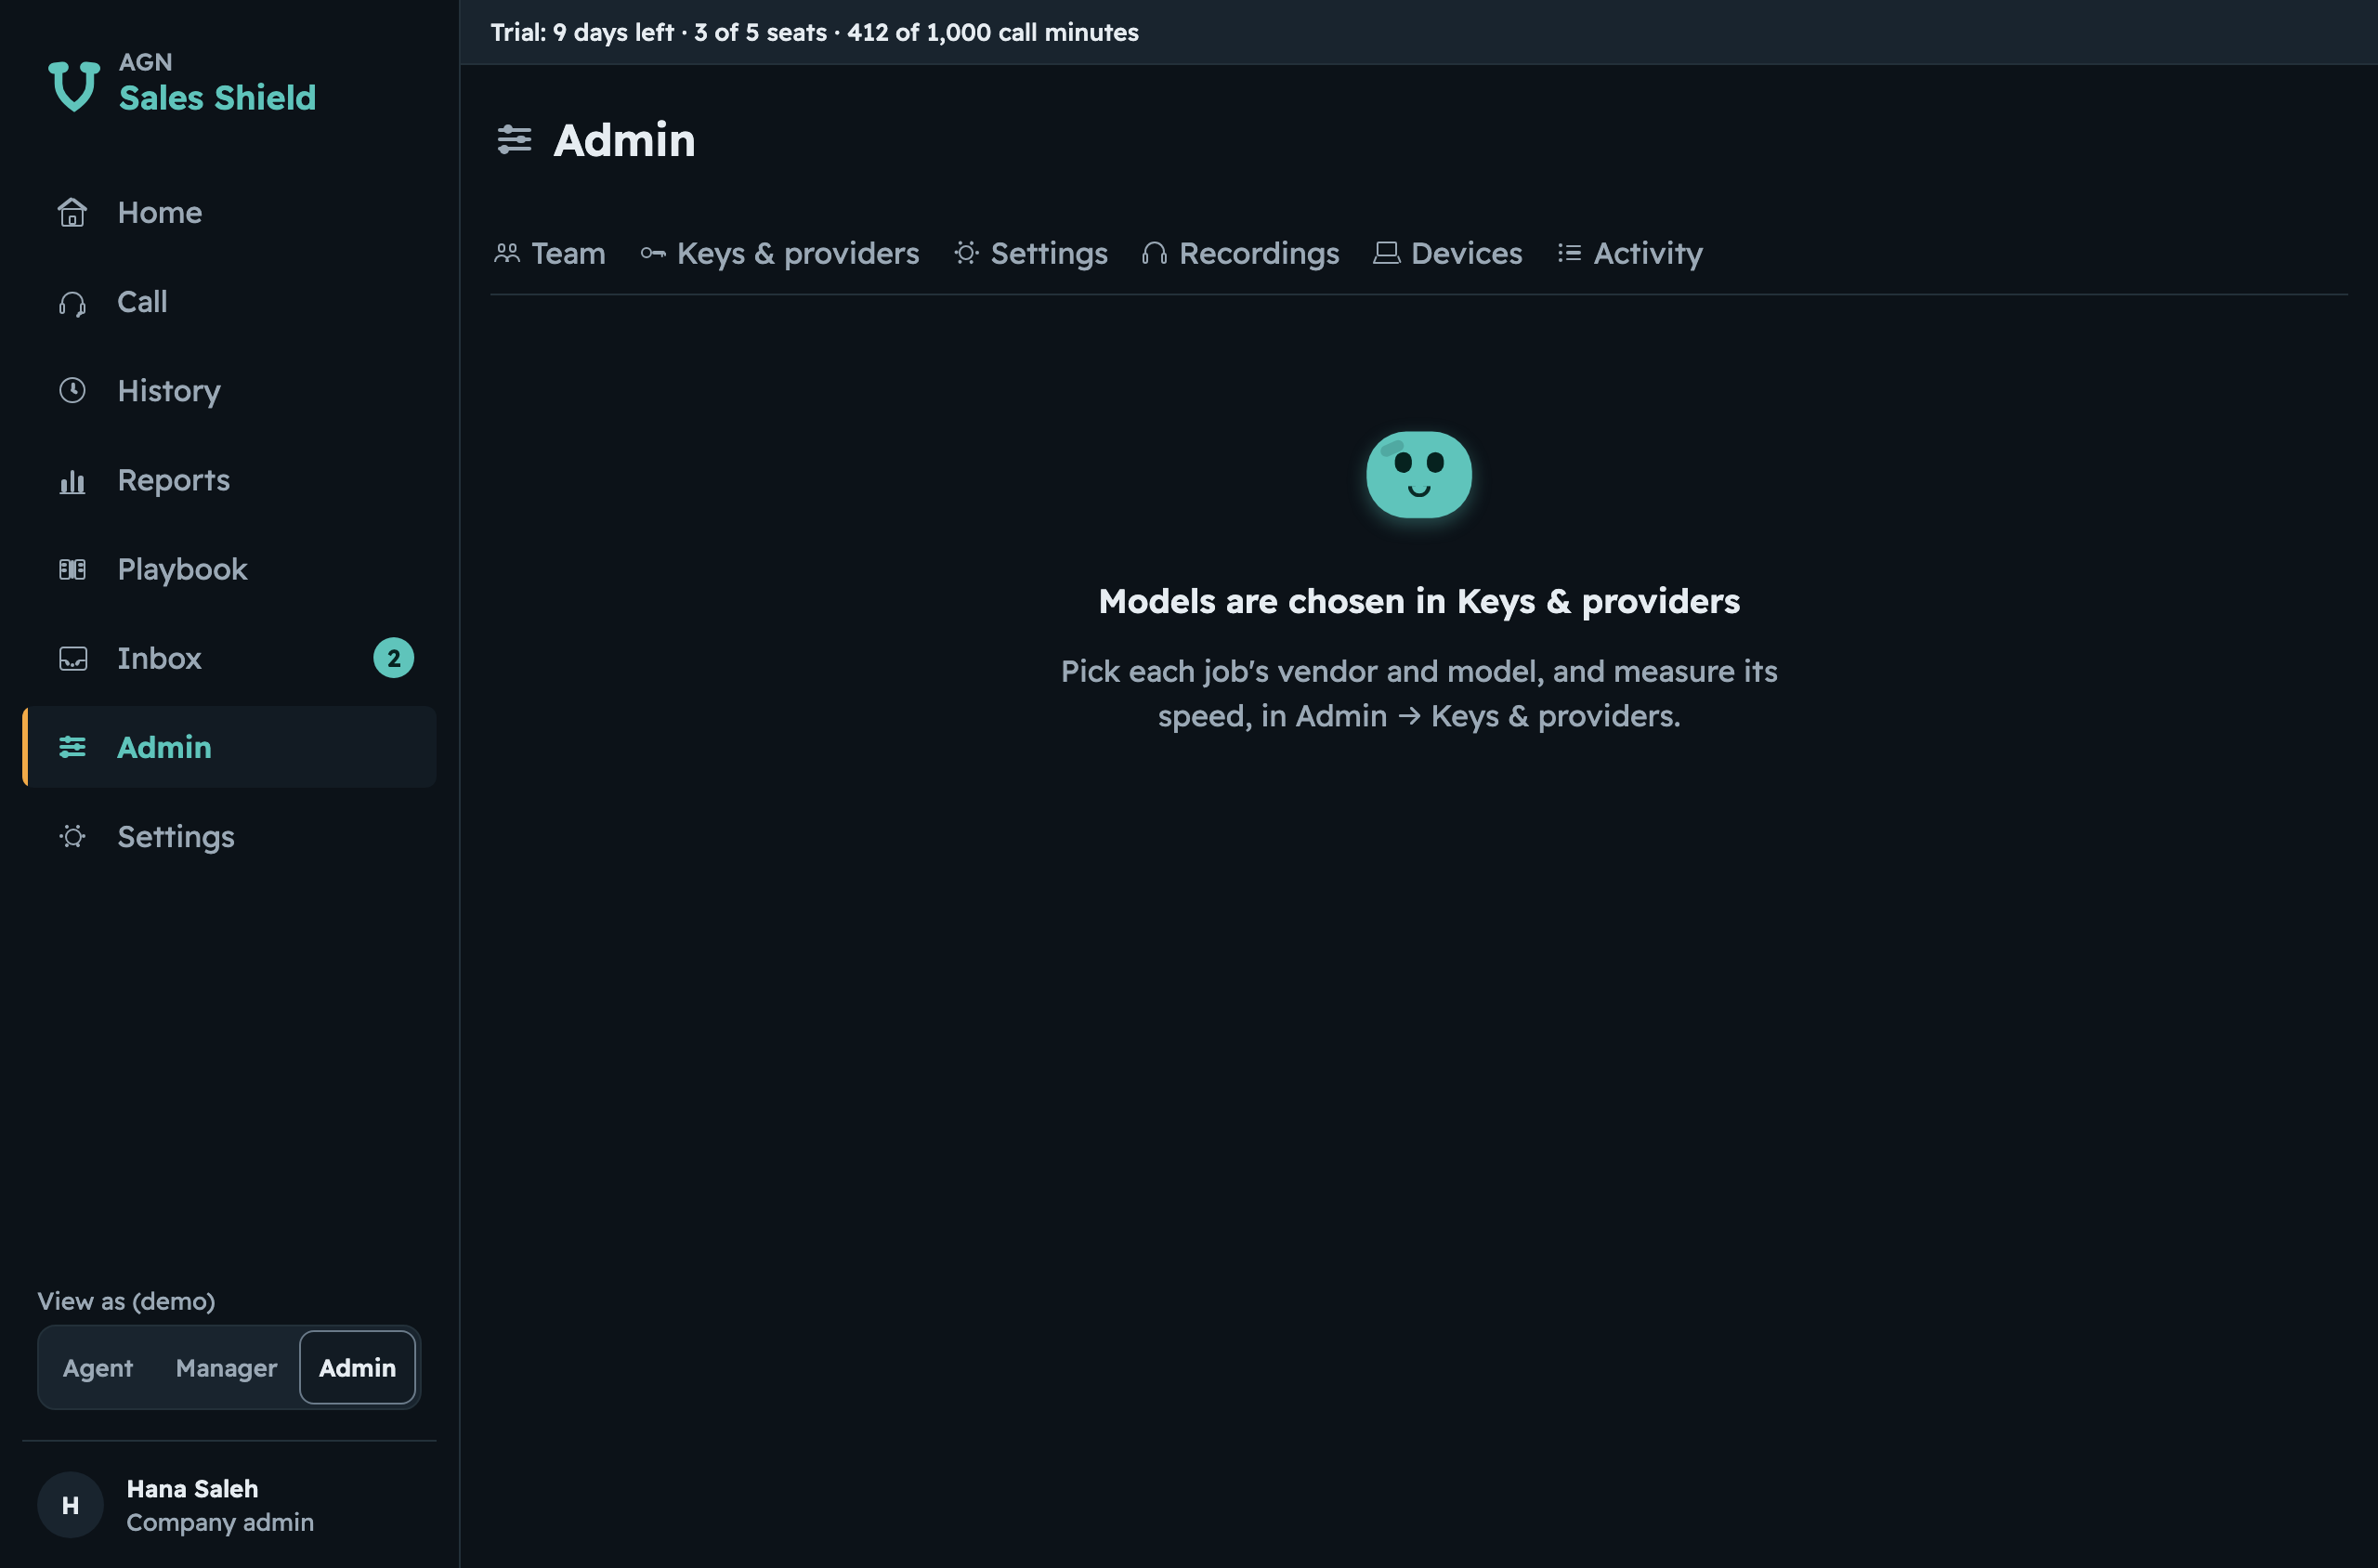 AGN
Sales Shield
Home
Call
History
Reports
Playbook
Inbox
2
Admin
Settings
View as (demo)
Agent
Manager
Admin
H
Hana Saleh
Company admin
Trial: 9 days left · 3 of 5 seats · 412 of 1,000 call minutes
Admin
Team
Keys & providers
Settings
Recordings
Devices
Activity
Models are chosen in Keys & providers
Pick each job's vendor and model, and measure its
speed, in Admin → Keys & providers.